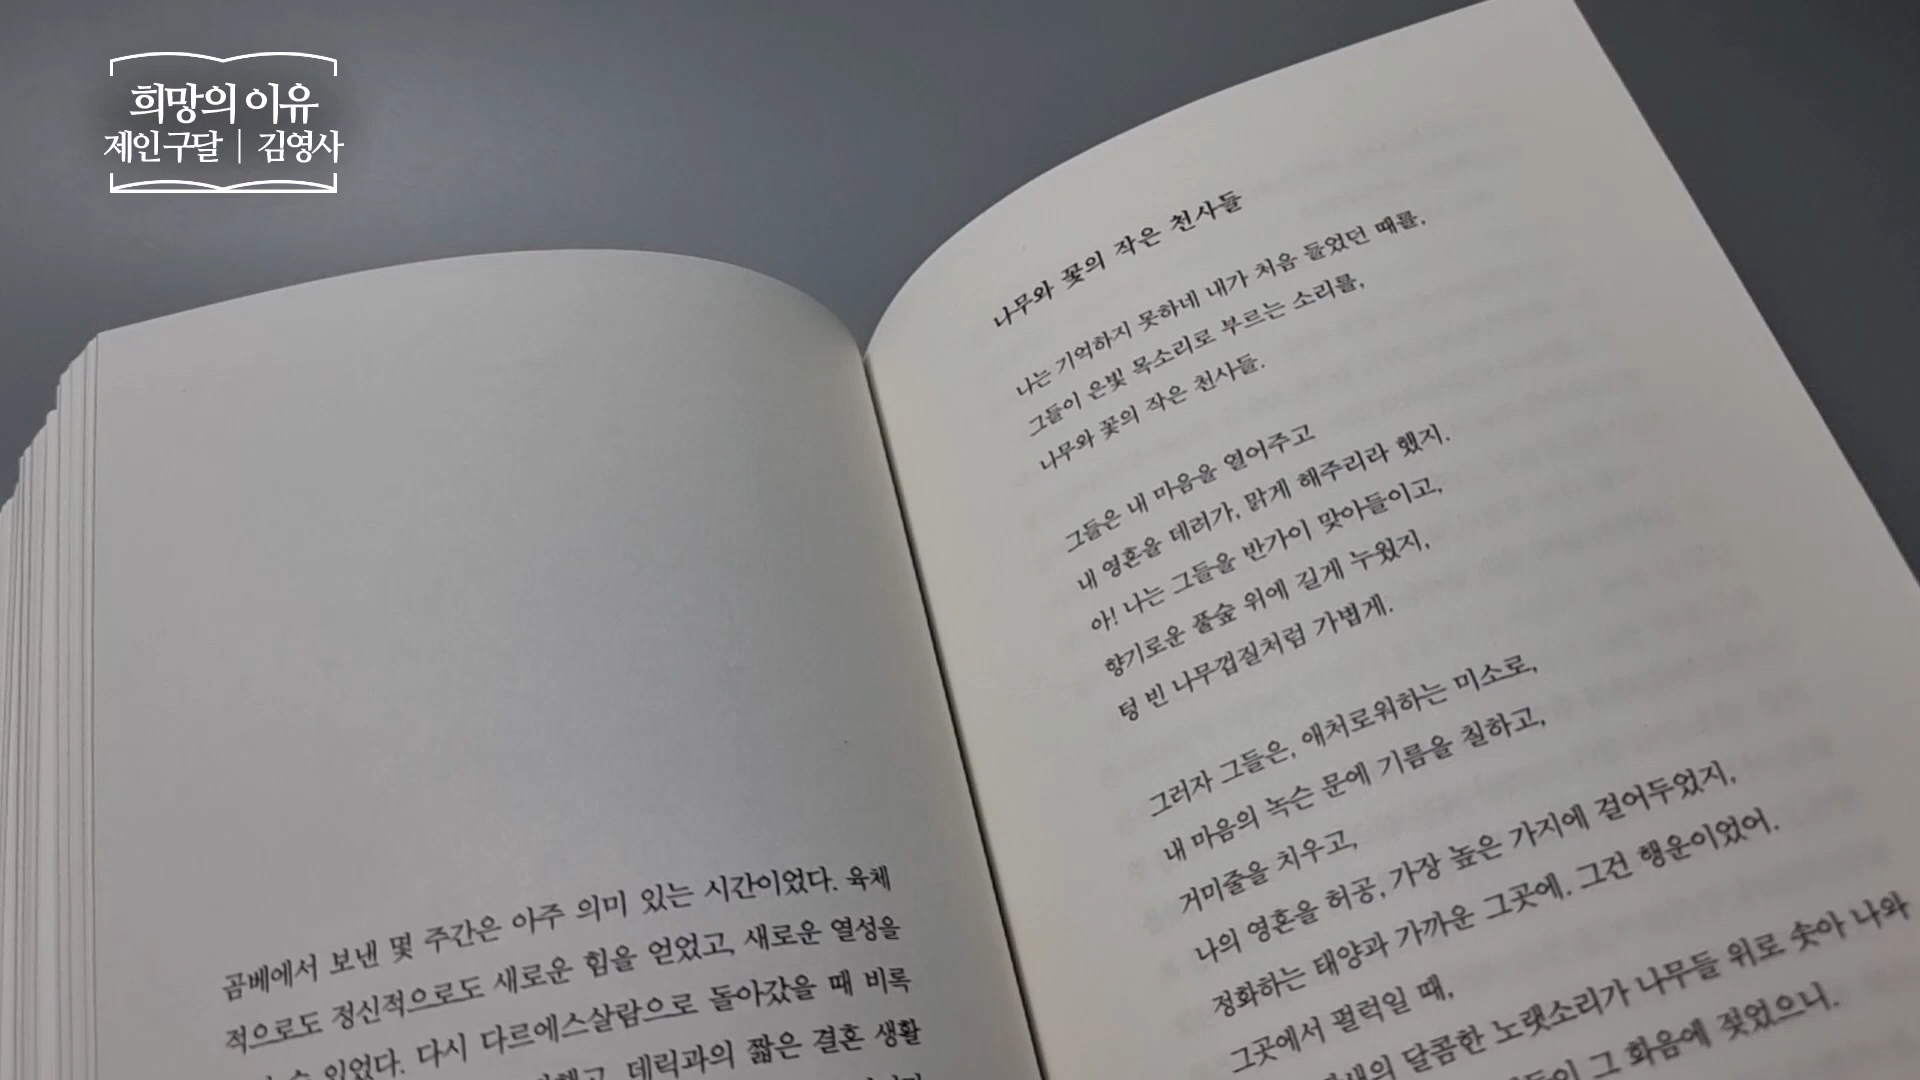 희망의 이유
제인구달 | 김영사
곰베에서 보낸 몇 주간은 아주 의미 있는 시간이었다. 육체
적으로도 정신적으로도 새로운 힘을 얻었고, 새로운 열성을
있었다. 다시 다르에스살람으로 돌아갔을 때 비록
데릭과의 짧은 결혼 생활
나무와 꽃의 작은 천사들
나는 기억하지 못하네 내가 처음 들었던 때를,
그들이 은빛 목소리로 부르는 소리를,
나무와 꽃의 작은 천사들.
그들은 내 마음을 열어주고
내 영혼을 데려가, 맑게 해주리라 했지.
아! 나는 그들을 반가이 맞아들이고,
향기로운 풀숲 위에 길게 누웠지,
텅 빈 나무껍질처럼 가볍게.
그러자 그들은, 애처로워하는 미소로,
내 마음의 녹슨 문에 기름을 칠하고,
거미줄을 치우고,
나의 영혼을 허공, 가장 높은 가지에 걸어두었지,
정화하는 태양과 가까운 그곳에. 그건 행운이었어.
그곳에서 펄럭일 때,
달콤한 노랫소리가 나무들 위로 솟아 나와
그 화음에 젖었으니.